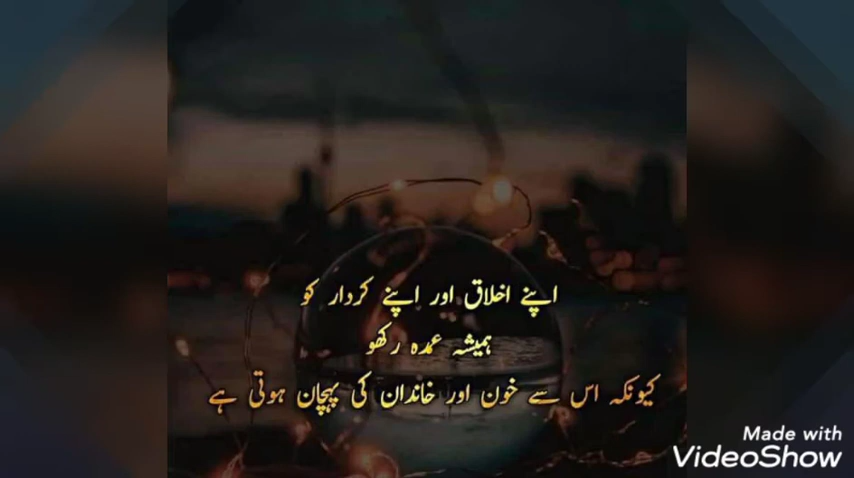 اپنے اخلاق اور اپنے کردار کو
ہمیشہ عمدہ رکھو
کیونکہ اس سے خون اور خاندان کی پہچان ہوتی ہے
Made with
VideoShow